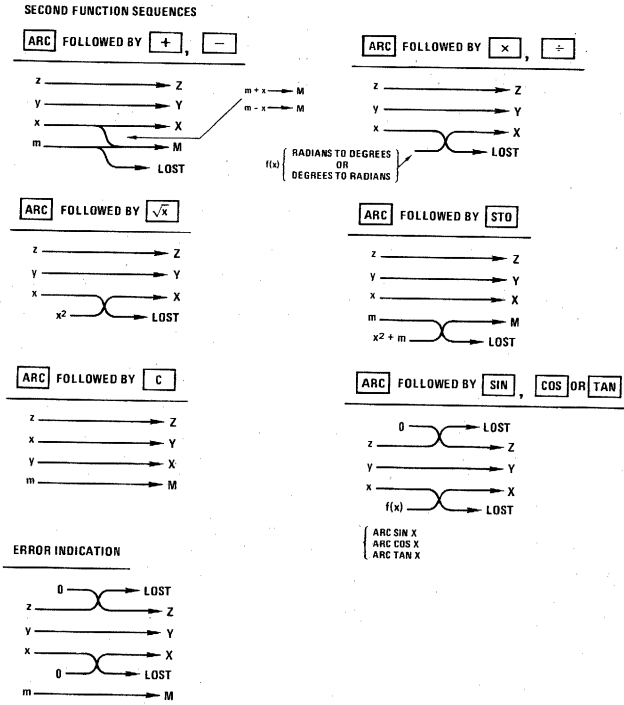 SECOND FUNCTION SEQUENCES
ARC FOLLOWED BY + , −
z Z
y Y
x X
m M
LOST
m + x M
m − x M
ARC FOLLOWED BY × , ÷
z Z
y Y
x X
LOST
f(x) { RADIANS TO DEGREES
OR
DEGREES TO RADIANS }
ARC FOLLOWED BY √x
z Z
y Y
x X
x² LOST
ARC FOLLOWED BY STO
z Z
y Y
x X
m M
x² + m LOST
ARC FOLLOWED BY C
z Z
x Y
y X
m M
ARC FOLLOWED BY SIN , COS OR TAN
0 LOST
z Z
y Y
x X
f(x) LOST
{ ARC SIN X
ARC COS X
ARC TAN X
ERROR INDICATION
0 LOST
z Z
y Y
x X
0 LOST
m M